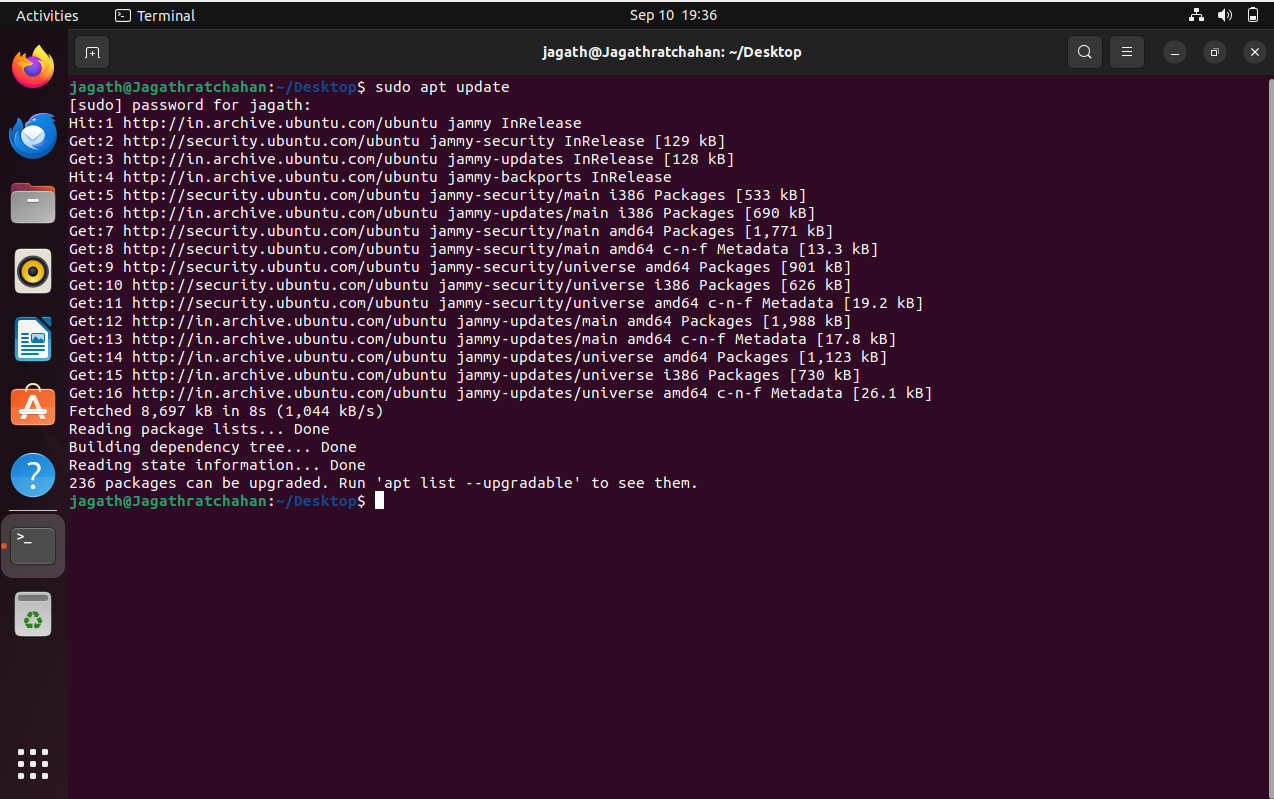 Activities Terminal Sep 10 19:36
jagath@Jagathratchahan: ~/Desktop
jagath@Jagathratchahan:~/Desktop$ sudo apt update
[sudo] password for jagath:
Hit:1 http://in.archive.ubuntu.com/ubuntu jammy InRelease
Get:2 http://security.ubuntu.com/ubuntu jammy-security InRelease [129 kB]
Get:3 http://in.archive.ubuntu.com/ubuntu jammy-updates InRelease [128 kB]
Hit:4 http://in.archive.ubuntu.com/ubuntu jammy-backports InRelease
Get:5 http://security.ubuntu.com/ubuntu jammy-security/main i386 Packages [533 kB]
Get:6 http://in.archive.ubuntu.com/ubuntu jammy-updates/main i386 Packages [690 kB]
Get:7 http://security.ubuntu.com/ubuntu jammy-security/main amd64 Packages [1,771 kB]
Get:8 http://security.ubuntu.com/ubuntu jammy-security/main amd64 c-n-f Metadata [13.3 kB]
Get:9 http://security.ubuntu.com/ubuntu jammy-security/universe amd64 Packages [901 kB]
Get:10 http://security.ubuntu.com/ubuntu jammy-security/universe i386 Packages [626 kB]
Get:11 http://security.ubuntu.com/ubuntu jammy-security/universe amd64 c-n-f Metadata [19.2 kB]
Get:12 http://in.archive.ubuntu.com/ubuntu jammy-updates/main amd64 Packages [1,988 kB]
Get:13 http://in.archive.ubuntu.com/ubuntu jammy-updates/main amd64 c-n-f Metadata [17.8 kB]
Get:14 http://in.archive.ubuntu.com/ubuntu jammy-updates/universe amd64 Packages [1,123 kB]
Get:15 http://in.archive.ubuntu.com/ubuntu jammy-updates/universe i386 Packages [730 kB]
Get:16 http://in.archive.ubuntu.com/ubuntu jammy-updates/universe amd64 c-n-f Metadata [26.1 kB]
Fetched 8,697 kB in 8s (1,044 kB/s)
Reading package lists... Done
Building dependency tree... Done
Reading state information... Done
236 packages can be upgraded. Run 'apt list --upgradable' to see them.
jagath@Jagathratchahan:~/Desktop$